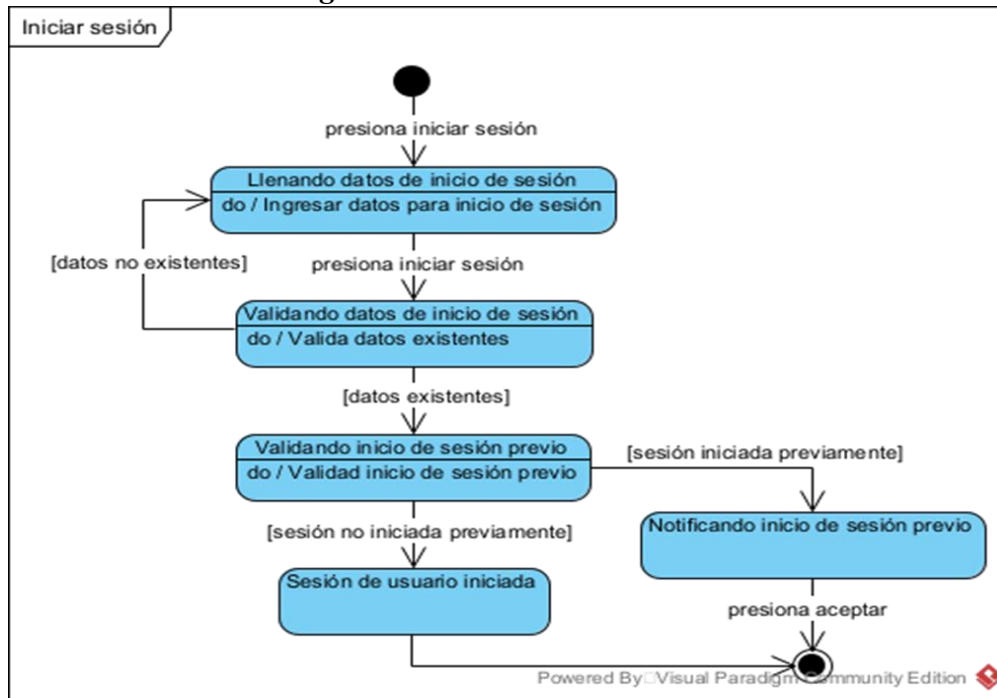 Iniciar sesión
presiona iniciar sesión
Llenando datos de inicio de sesión
do / Ingresar datos para inicio de sesión
[datos no existentes]
presiona iniciar sesión
Validando datos de inicio de sesión
do / Valida datos existentes
[datos existentes]
Validando inicio de sesión previo
do / Validad inicio de sesión previo
[sesión iniciada previamente]
[sesión no iniciada previamente]
Notificando inicio de sesión previo
Sesión de usuario iniciada
presiona aceptar
Powered By Visual Paradigm Community Edition